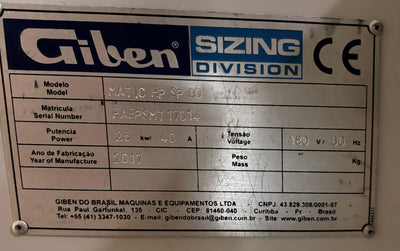 Giben® SIZING DIVISION CE
Modelo
Model MATIC HP SP 90
Matricula
Serial Number
Potencia
Power 25 kw/ 40 A
Tensão
Voltage 480 V/ 60 Hz
Ano de Fabricação
Year of Manufacture 2017
Peso
Mass Kg
GIBEN DO BRASIL MÁQUINAS E EQUIPAMENTOS LTDA - CNPJ: 43 829.308/0001-57
Rua Paul Garfunkel, 135 - CIC - CEP: 81460-040 - Curitiba - Pr - Brasil
Tel: +55 (41) 3347-1030 - E-mail gibendobrasil@giben.com.br - Site www.giben.com.br